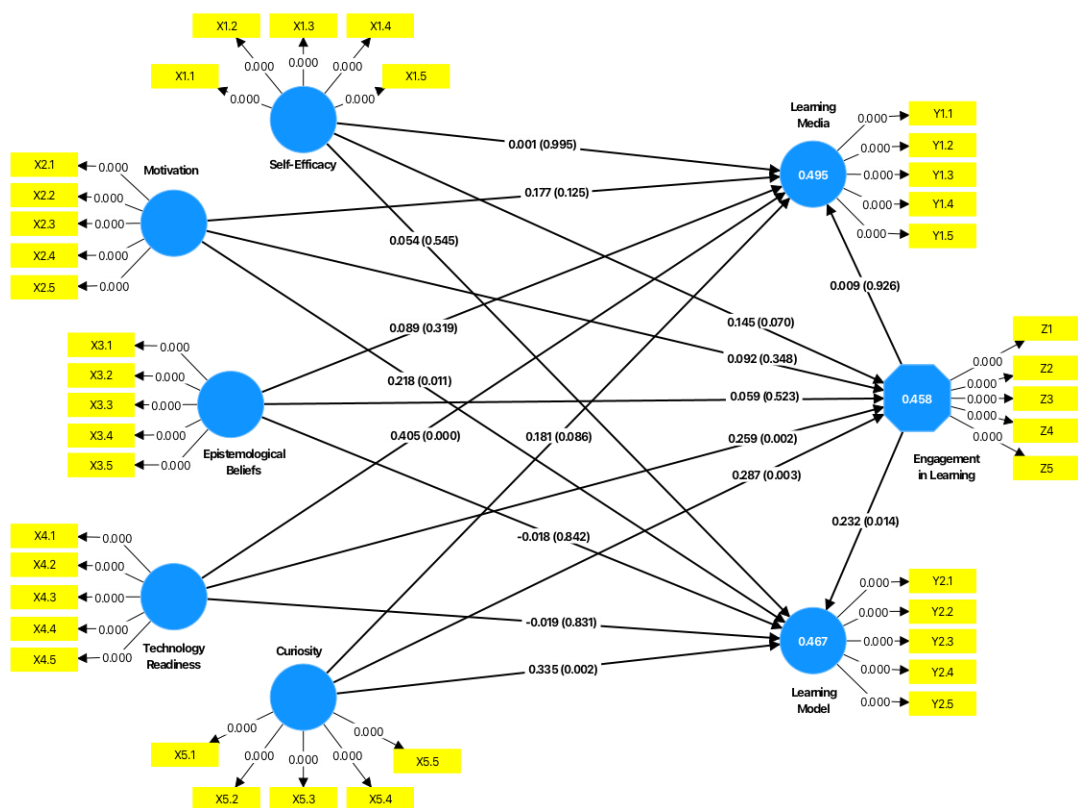 X1.2
X1.3
X1.4
X1.1
X1.5
0.000
0.000
0.000
0.000
0.000
Self-Efficacy
Motivation
X2.1
X2.2
X2.3
X2.4
X2.5
0.000
0.000
0.000
0.000
0.000
X3.1
X3.2
X3.3
X3.4
X3.5
0.000
0.000
0.000
0.000
0.000
Epistemological
Beliefs
X4.1
X4.2
X4.3
X4.4
X4.5
0.000
0.000
0.000
0.000
0.000
Technology
Readiness
Curiosity
0.000
0.000
0.000
0.000
0.000
X5.1
X5.2
X5.3
X5.4
X5.5
0.001 (0.995)
0.177 (0.125)
0.054 (0.545)
0.145 (0.070)
0.089 (0.319)
0.092 (0.348)
0.218 (0.011)
0.059 (0.523)
0.405 (0.000)
0.181 (0.086)
0.259 (0.002)
0.287 (0.003)
-0.018 (0.842)
-0.019 (0.831)
0.335 (0.002)
0.009 (0.926)
0.232 (0.014)
Learning
Media
0.495
0.000
0.000
0.000
0.000
0.000
Y1.1
Y1.2
Y1.3
Y1.4
Y1.5
0.458
Engagement
in Learning
0.000
0.000
0.000
0.000
0.000
Z1
Z2
Z3
Z4
Z5
0.467
Learning
Model
0.000
0.000
0.000
0.000
0.000
Y2.1
Y2.2
Y2.3
Y2.4
Y2.5